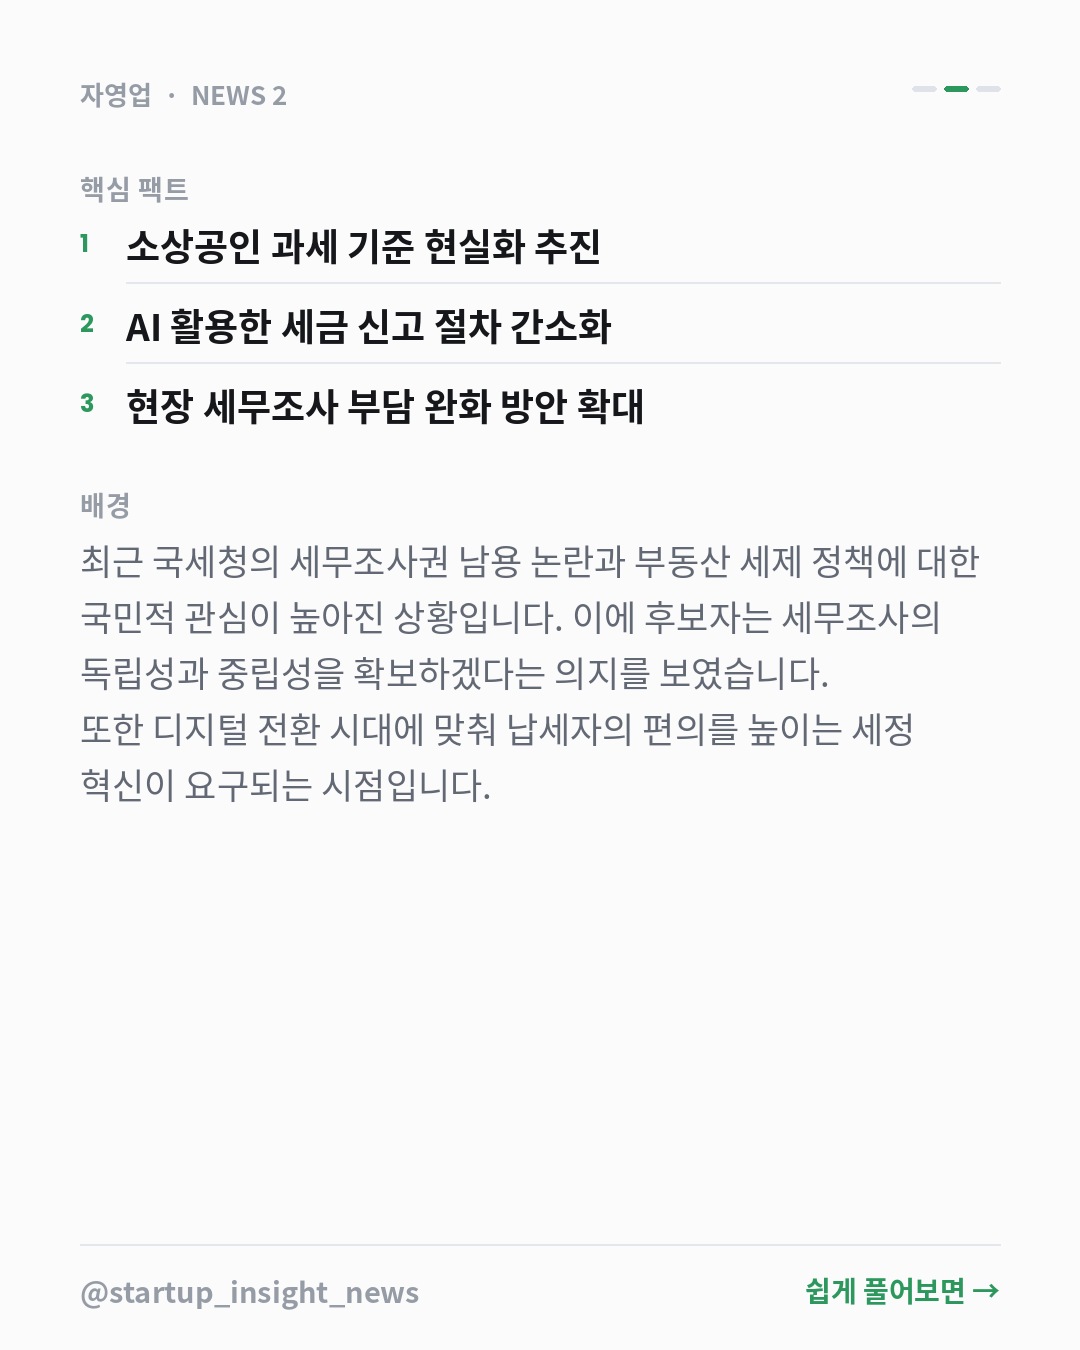 자영업 · NEWS 2
핵심 팩트
1 소상공인 과세 기준 현실화 추진
2 AI 활용한 세금 신고 절차 간소화
3 현장 세무조사 부담 완화 방안 확대
배경
최근 국세청의 세무조사권 남용 논란과 부동산 세제 정책에 대한
국민적 관심이 높아진 상황입니다. 이에 후보자는 세무조사의
독립성과 중립성을 확보하겠다는 의지를 보였습니다.
또한 디지털 전환 시대에 맞춰 납세자의 편의를 높이는 세정
혁신이 요구되는 시점입니다.
@startup_insight_news
쉽게 풀어보면 →